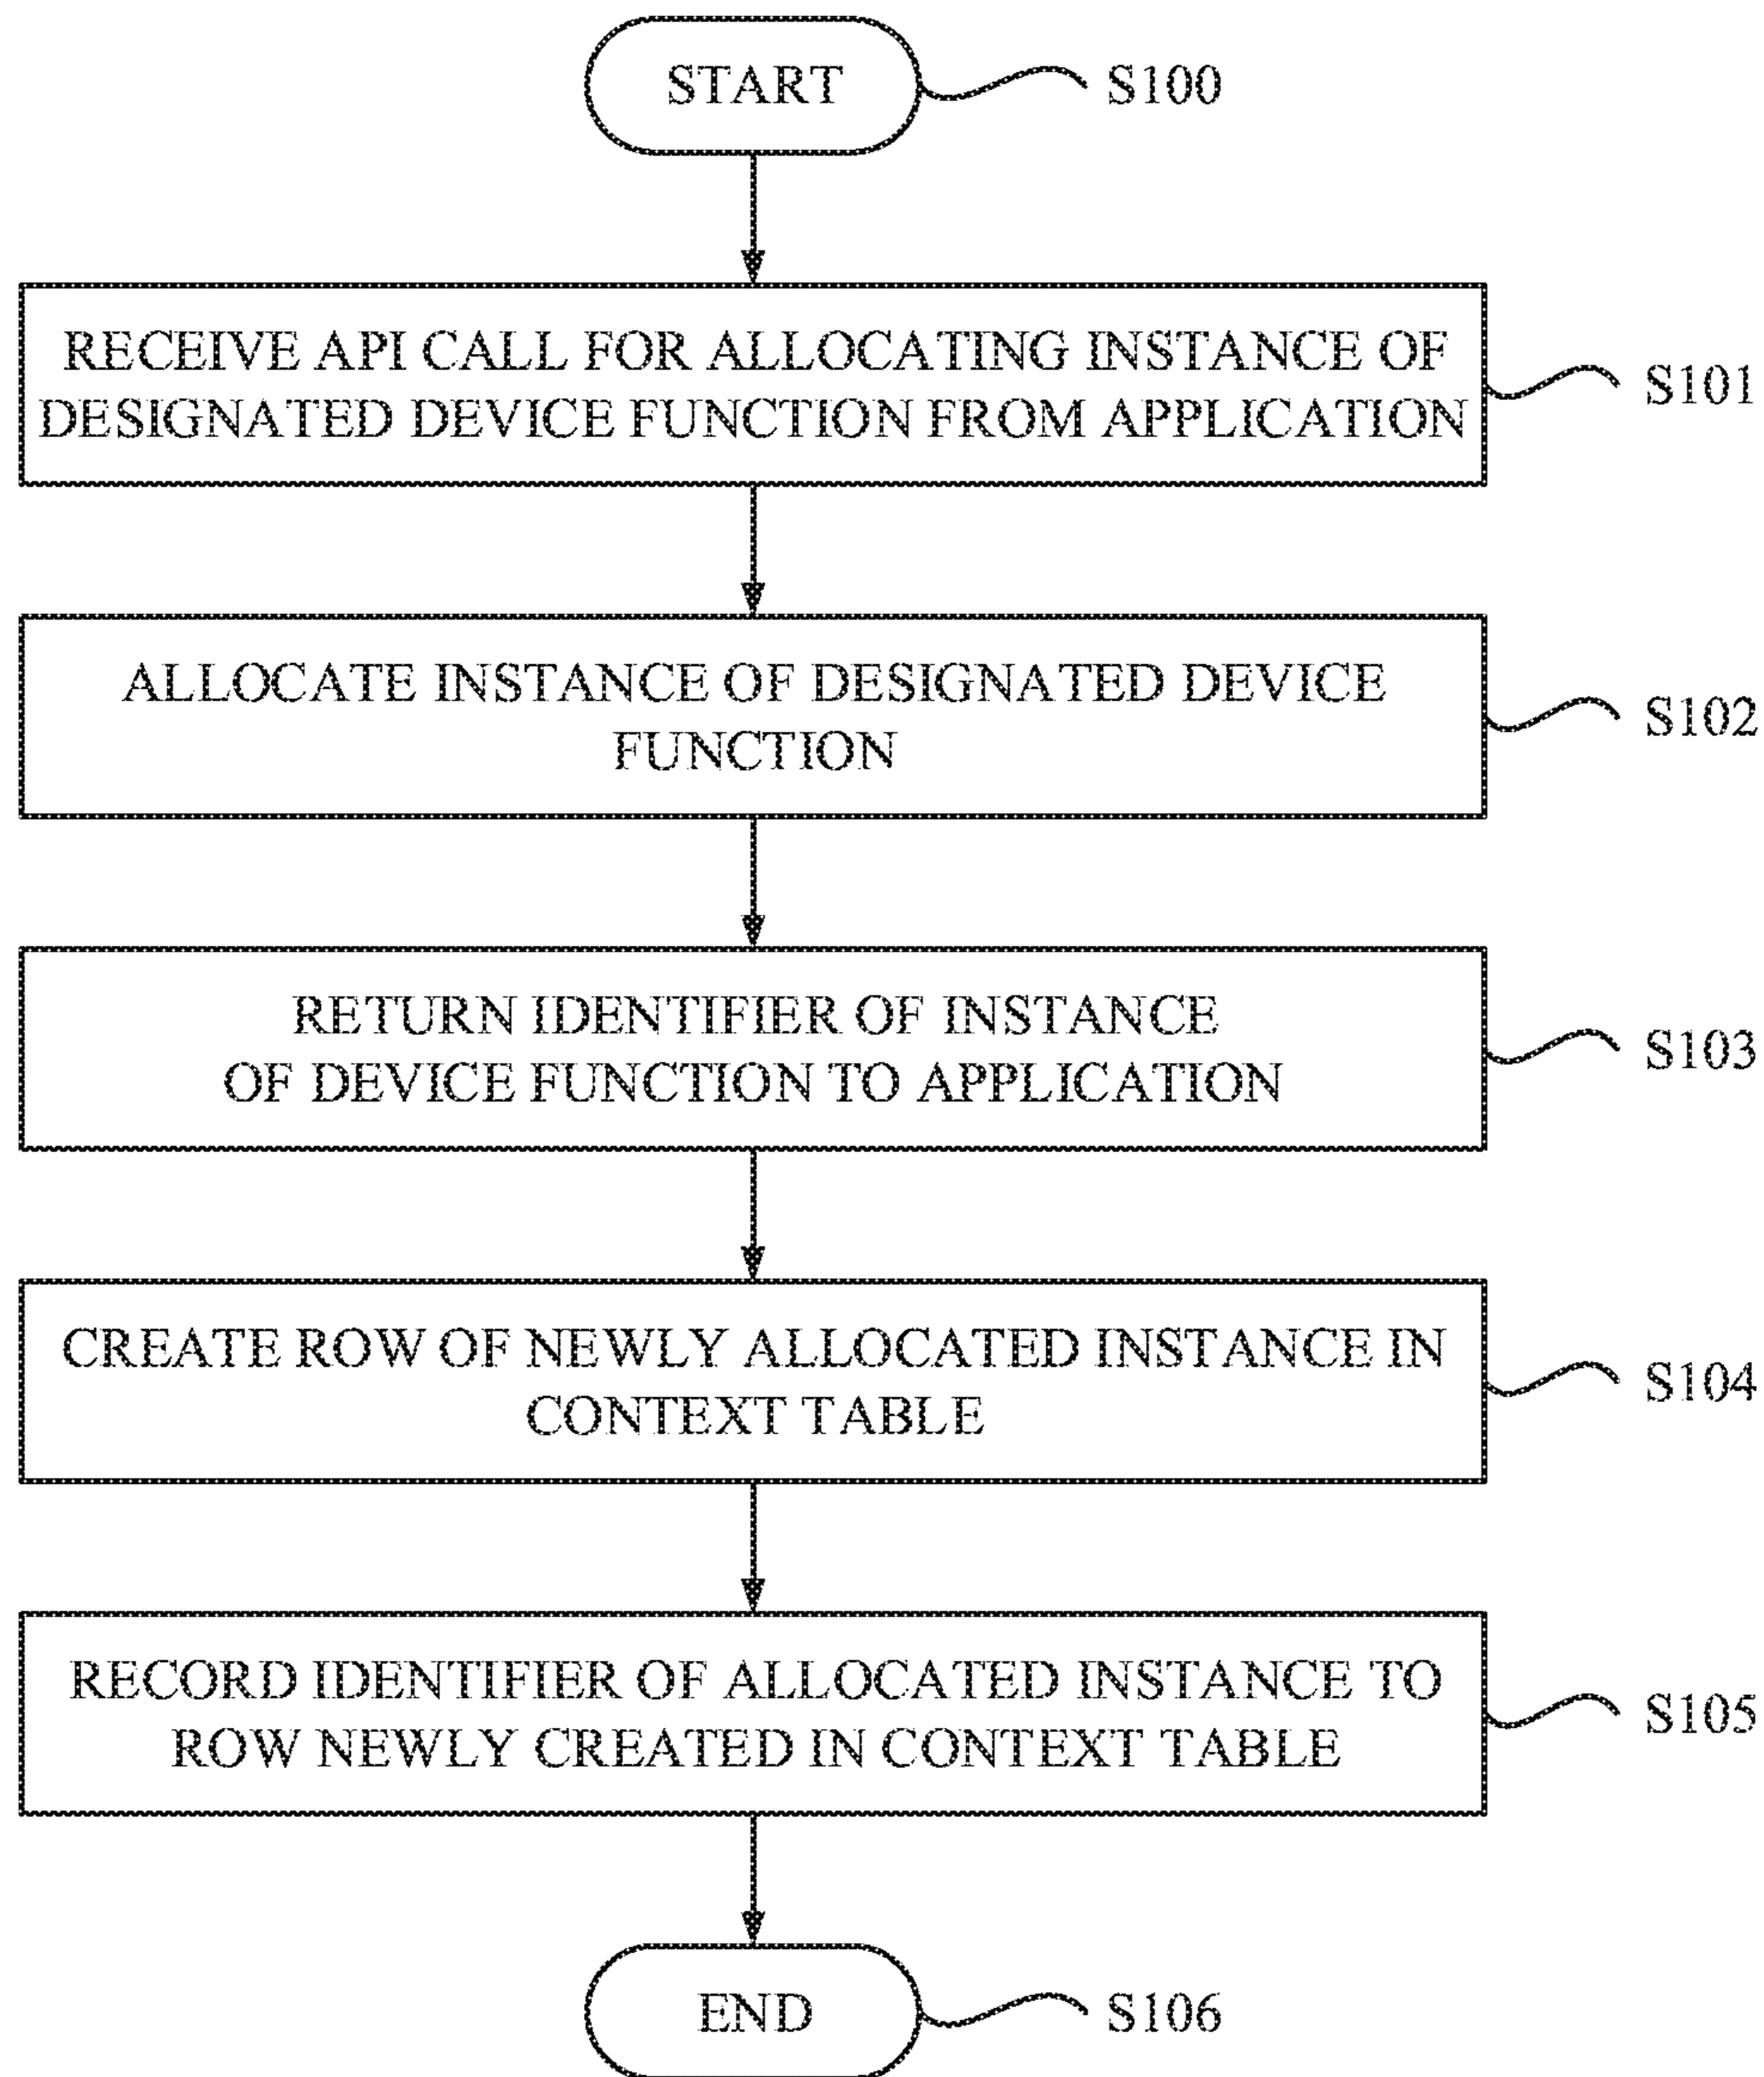 START
S100
RECEIVE API CALL FOR ALLOCATING INSTANCE OF
DESIGNATED DEVICE FUNCTION FROM APPLICATION
S101
ALLOCATE INSTANCE OF DESIGNATED DEVICE
FUNCTION
S102
RETURN IDENTIFIER OF INSTANCE
OF DEVICE FUNCTION TO APPLICATION
S103
CREATE ROW OF NEWLY ALLOCATED INSTANCE IN
CONTEXT TABLE
S104
RECORD IDENTIFIER OF ALLOCATED INSTANCE TO
ROW NEWLY CREATED IN CONTEXT TABLE
S105
END
S106